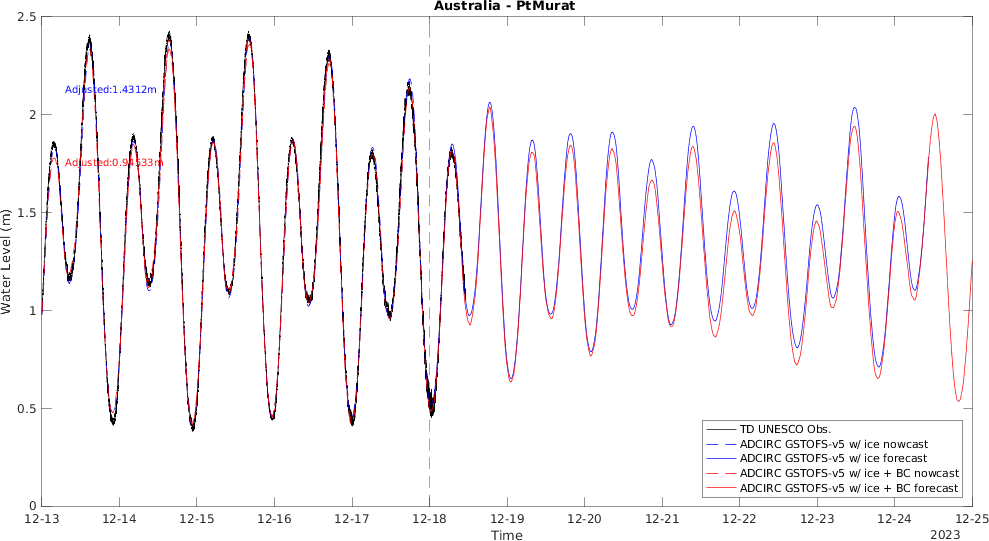 Australia - PtMurat
2.5
2
1.5
1
0.5
0
Water Level (m)
Adjusted:1.4312m
Adjusted:0.94533m
TD UNESCO Obs.
ADCIRC GSTOFS-v5 w/ ice nowcast
ADCIRC GSTOFS-v5 w/ ice forecast
ADCIRC GSTOFS-v5 w/ ice + BC nowcast
ADCIRC GSTOFS-v5 w/ ice + BC forecast
12-13 12-14 12-15 12-16 12-17 12-18 12-19 12-20 12-21 12-22 12-23 12-24 12-25
Time
2023